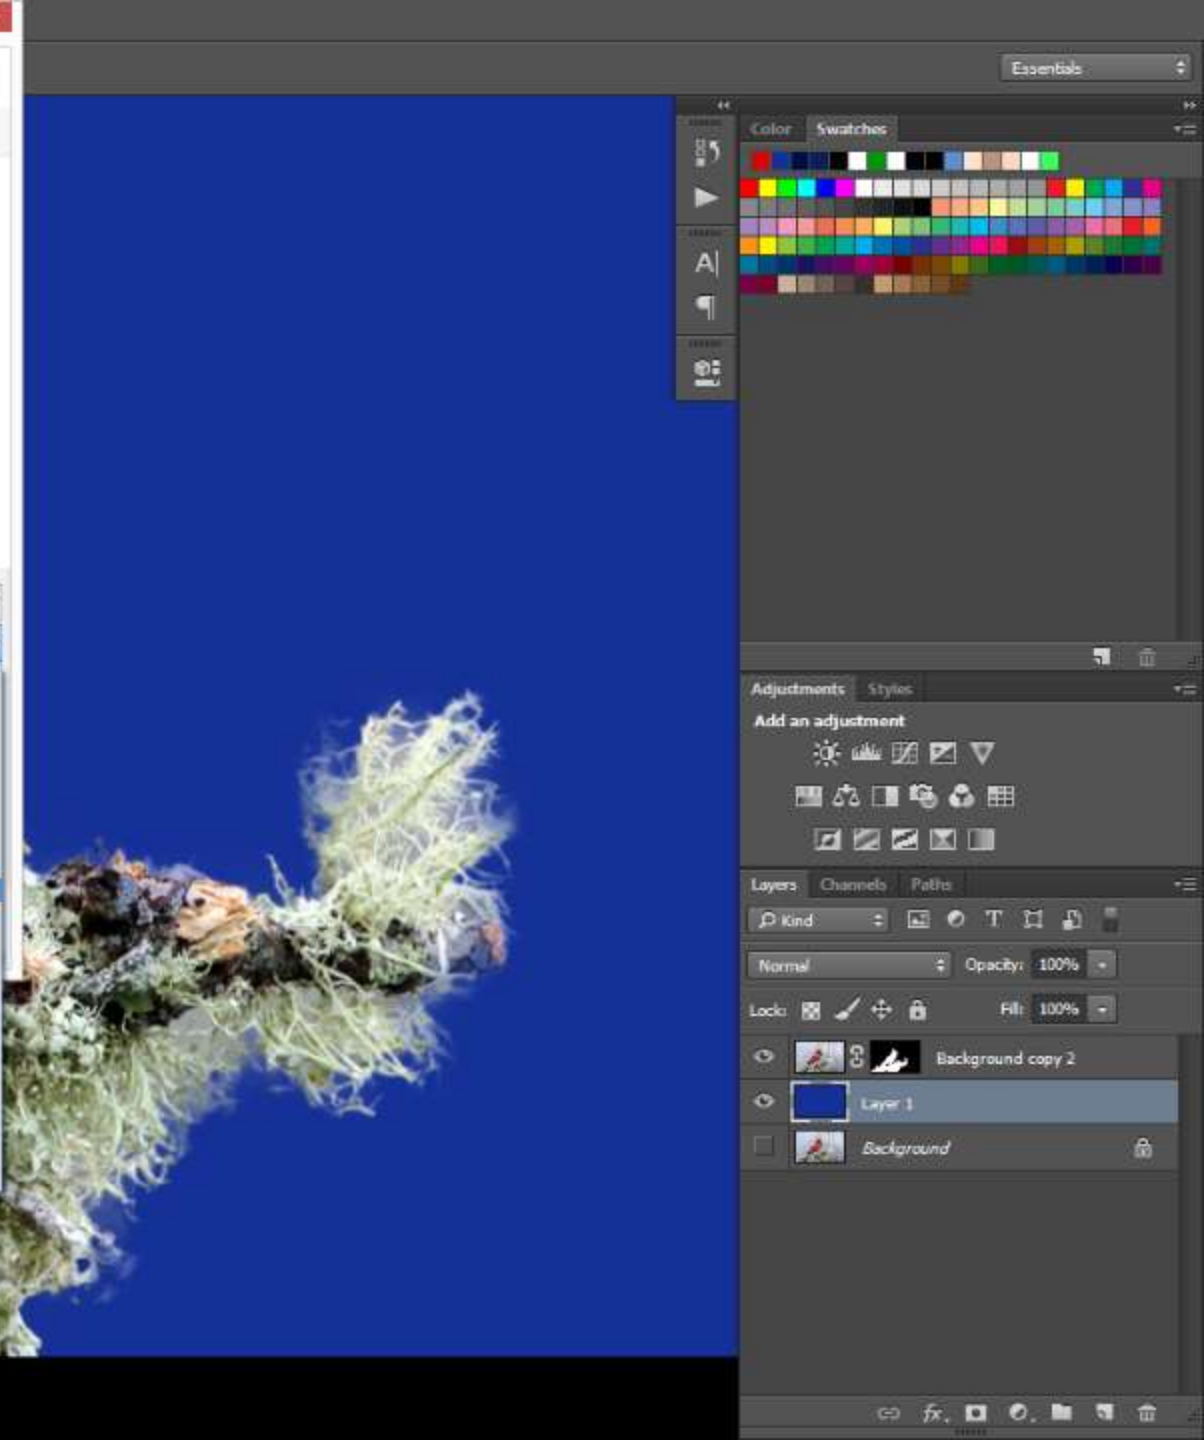 Essentials
Color Swatches
A|
Adjustments Styles
Add an adjustment
Layers Channels Paths
Kind
T
Normal Opacity: 100%
Lock: Fill: 100%
Background copy 2
Layer 1
Background
fx